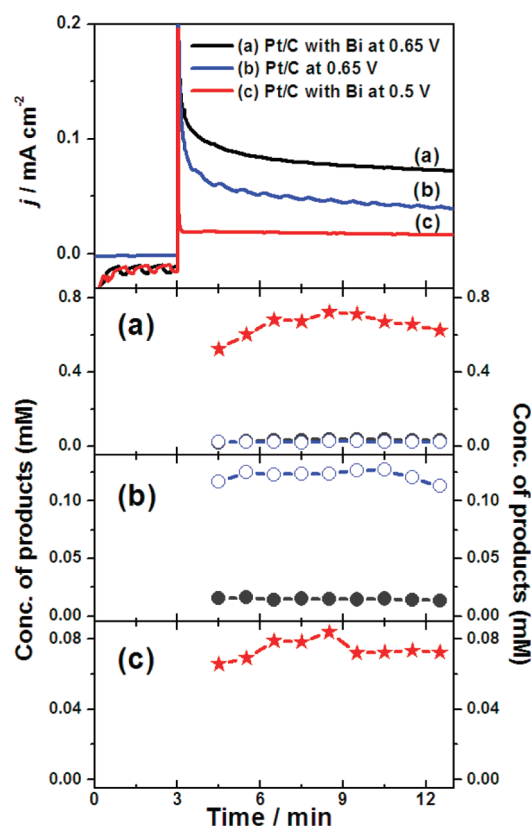 0.2
(a) Pt/C with Bi at 0.65 V
(b) Pt/C at 0.65 V
(c) Pt/C with Bi at 0.5 V
j / mA cm⁻²
0.1
(a)
(b)
(c)
0.0
0.8
(a)
0.8
0.4
0.4
0.0
0.0
Conc. of products (mM)
Conc. of products (mM)
(b)
0.10
0.10
0.05
0.05
0.00
0.00
0.08
(c)
0.08
0.04
0.04
0.00
0.00
0 3 6 9 12
Time / min